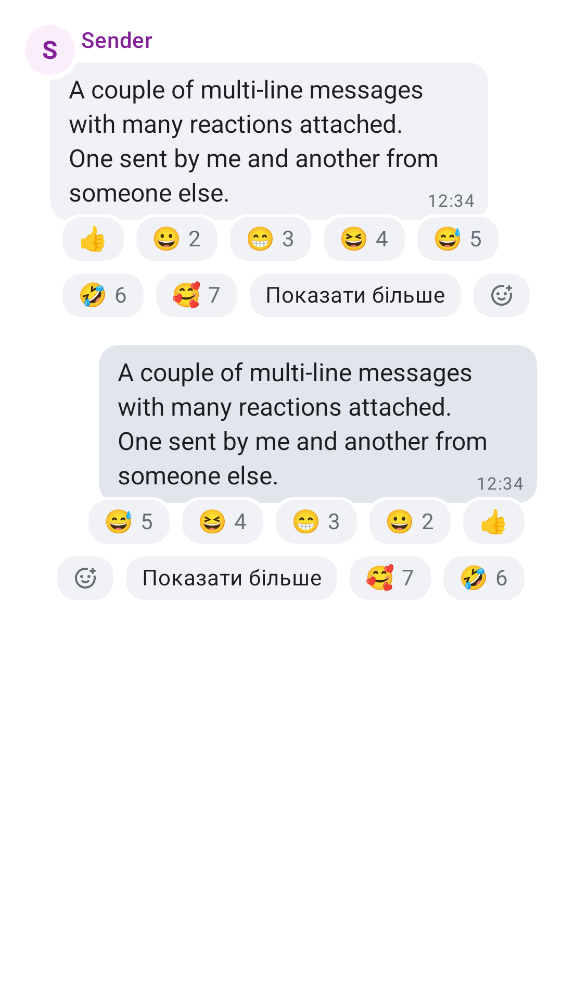 S
Sender
A couple of multi-line messages
with many reactions attached.
One sent by me and another from
someone else.
12:34
👍 😀 2 😁 3 😆 4 😅 5
🤣 6 🥰 7 Показати більше
A couple of multi-line messages
with many reactions attached.
One sent by me and another from
someone else.
12:34
😅 5 😆 4 😁 3 😀 2 👍
Показати більше 🥰 7 🤣 6